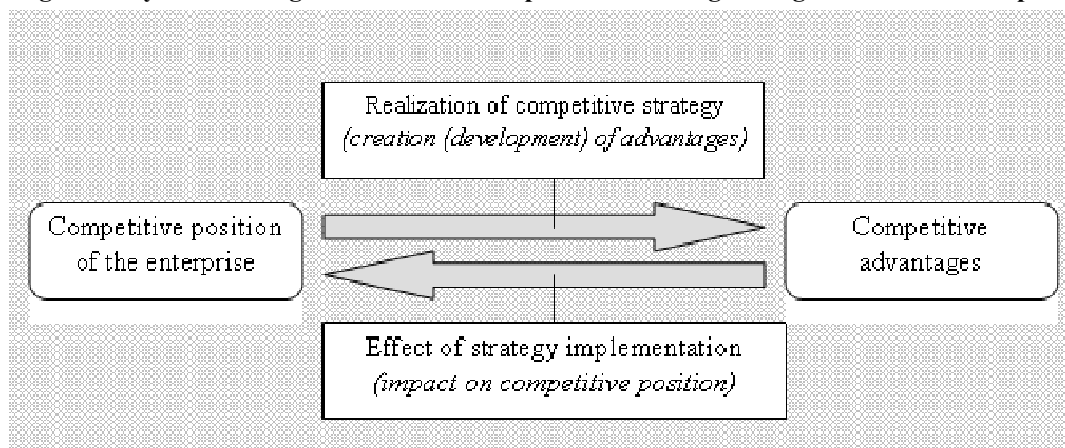 Realization of competitive strategy
(creation (development) of advantages)
Competitive position
of the enterprise
Competitive
advantages
Effect of strategy implementation
(impact on competitive position)